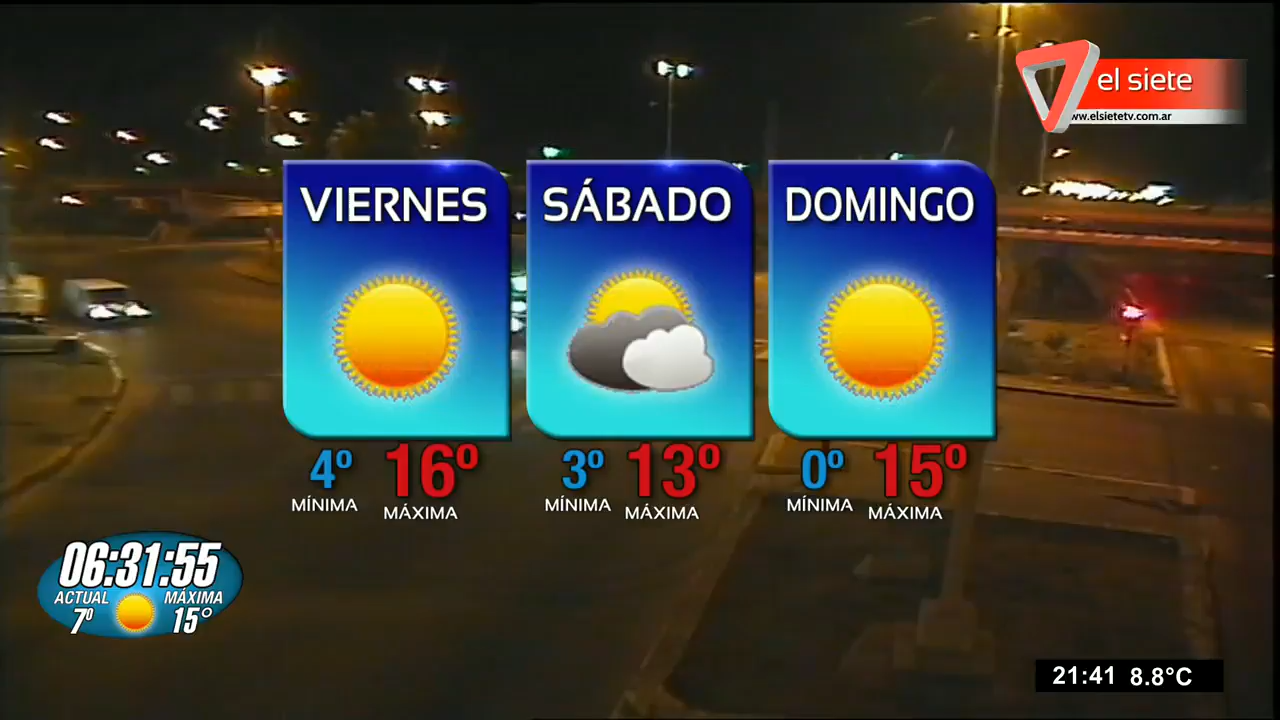 el siete
www.elsietetv.com.ar
VIERNES
SÁBADO
DOMINGO
4º 16º
MÍNIMA MÁXIMA
3º 13º
MÍNIMA MÁXIMA
0º 15º
MÍNIMA MÁXIMA
06:31:55
ACTUAL MÁXIMA
7º 15º
21:41 8.8°C